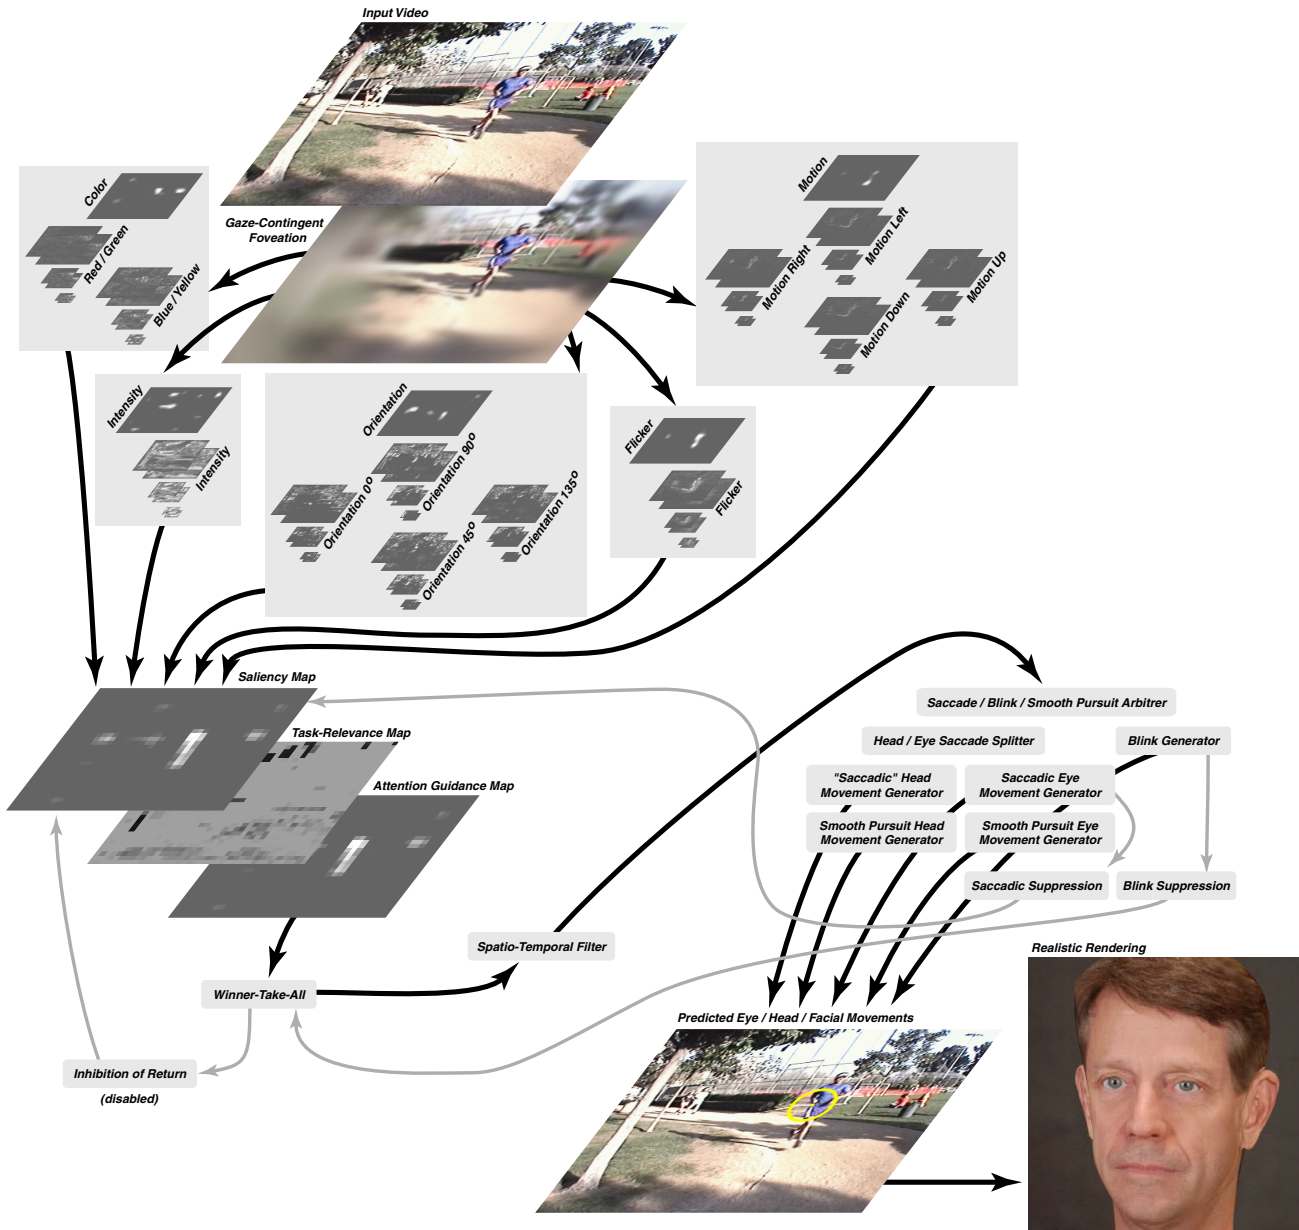 Input Video
Gaze-Contingent
Foveation
Color
Red / Green
Blue / Yellow
Motion
Motion Left
Motion Right
Motion Up
Motion Down
Intensity
Intensity
Orientation
Orientation 90°
Orientation 0°
Orientation 135°
Orientation 45°
Flicker
Flicker
Saliency Map
Task-Relevance Map
Attention Guidance Map
Saccade / Blink / Smooth Pursuit Arbitrer
Head / Eye Saccade Splitter
Blink Generator
"Saccadic" Head
Movement Generator
Saccadic Eye
Movement Generator
Smooth Pursuit Head
Movement Generator
Smooth Pursuit Eye
Movement Generator
Saccadic Suppression
Blink Suppression
Spatio-Temporal Filter
Realistic Rendering
Winner-Take-All
Predicted Eye / Head / Facial Movements
Inhibition of Return
(disabled)